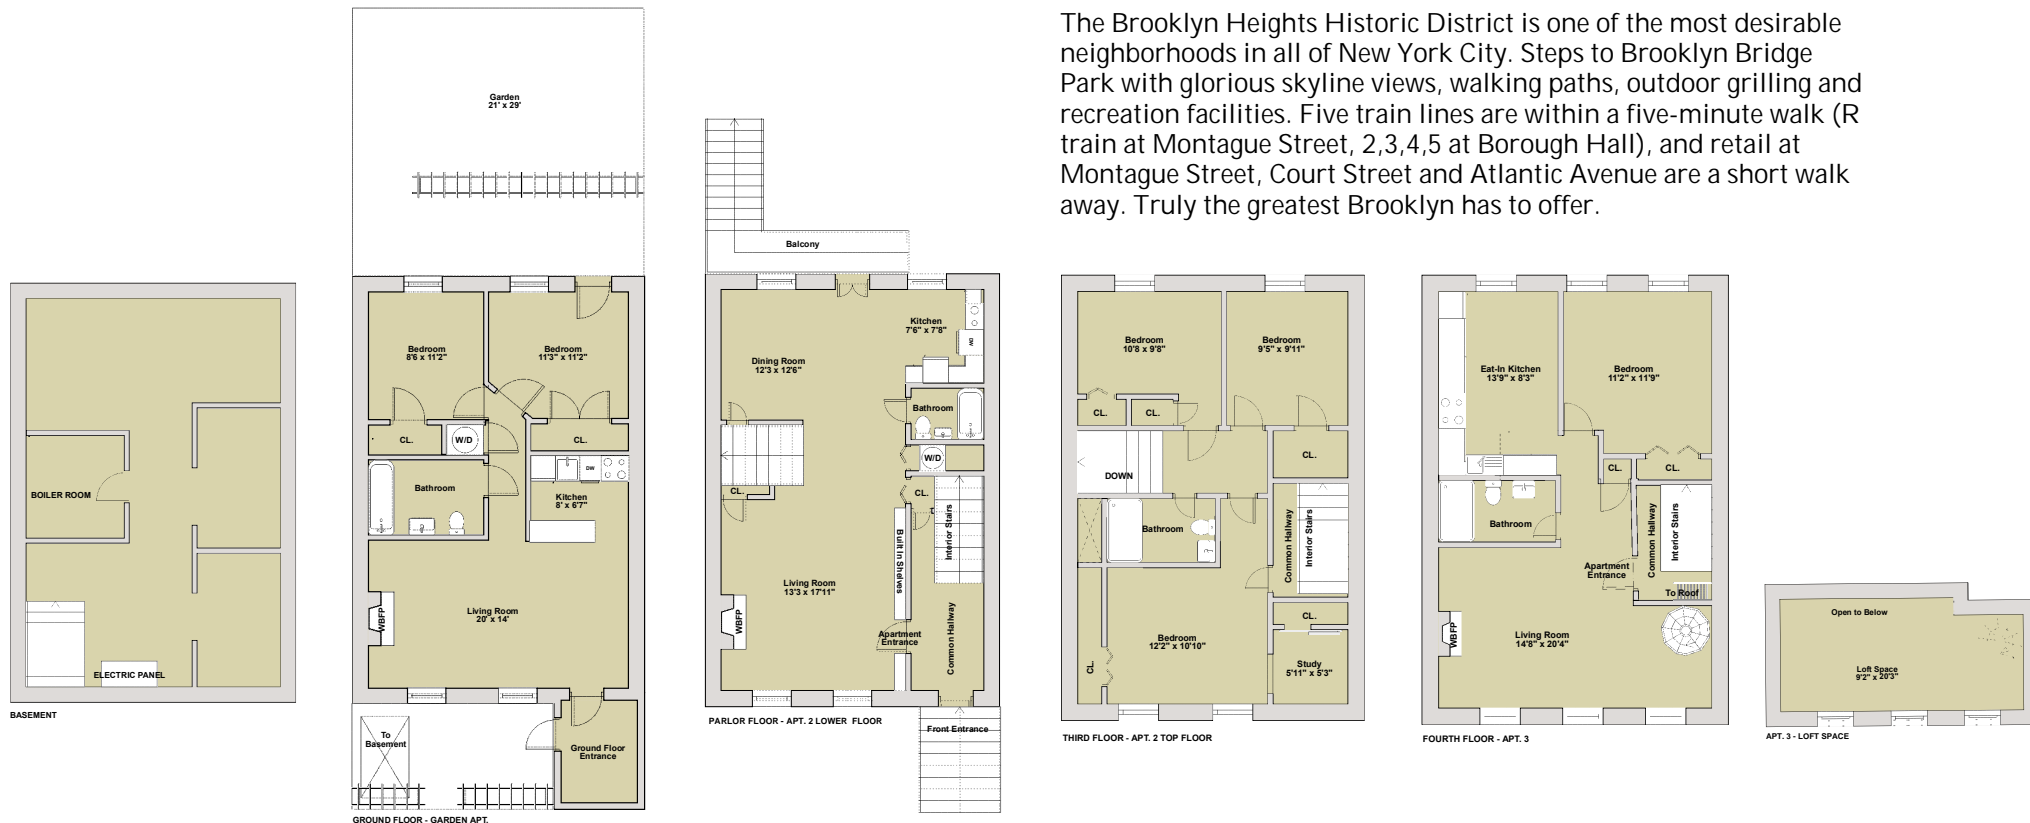 The Brooklyn Heights Historic District is one of the most desirable
neighborhoods in all of New York City. Steps to Brooklyn Bridge
Park with glorious skyline views, walking paths, outdoor grilling and
recreation facilities. Five train lines are within a five-minute walk (R
train at Montague Street, 2,3,4,5 at Borough Hall), and retail at
Montague Street, Court Street and Atlantic Avenue are a short walk
away. Truly the greatest Brooklyn has to offer.
BOILER ROOM
ELECTRIC PANEL
BASEMENT
Garden
21' x 29'
Bedroom
8'6 x 11'2"
Bedroom
11'3" x 11'2"
CL.
W/D
CL.
Bathroom
DW
Kitchen
8' x 6'7"
WBFP
Living Room
20' x 14'
To
Basement
Ground Floor
Entrance
GROUND FLOOR - GARDEN APT.
Balcony
Kitchen
7'6" x 7'8"
DW
Dining Room
12'3 x 12'6"
Bathroom
W/D
CL.
CL.
Built In Shelves
Interior Stairs
Living Room
13'3 x 17'11"
WBFP
Apartment
Entrance
Common Hallway
PARLOR FLOOR - APT. 2 LOWER FLOOR
Front Entrance
Bedroom
10'8 x 9'8"
Bedroom
9'5" x 9'11"
CL.
CL.
CL.
DOWN
Bathroom
Common Hallway
Interior Stairs
CL.
Bedroom
12'2" x 10'10"
CL.
Study
5'11" x 5'3"
THIRD FLOOR - APT. 2 TOP FLOOR
Eat-In Kitchen
13'9" x 8'3"
Bedroom
11'2" x 11'9"
CL.
CL.
Bathroom
Common Hallway
Interior Stairs
Apartment
Entrance
To Roof
WBFP
Living Room
14'8" x 20'4"
FOURTH FLOOR - APT. 3
Open to Below
Loft Space
9'2" x 20'3"
APT. 3 - LOFT SPACE